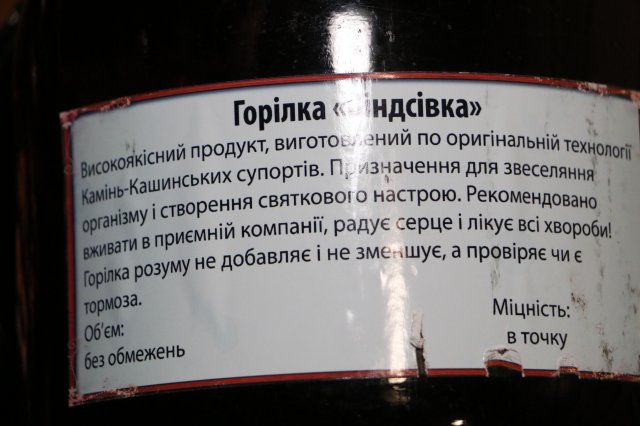 Горілка «індсівка»
Високоякісний продукт, виготовлений по оригінальній технології
Камінь-Кашинських супортів. Призначення для звеселяння
організму і створення святкового настрою. Рекомендовано
вживати в приємній компанії, радує серце і лікує всі хвороби!
Горілка розуму не добавляє і не зменшує, а провіряє чи є
тормоза.
Об'єм:
без обмежень
Міцність:
в точку